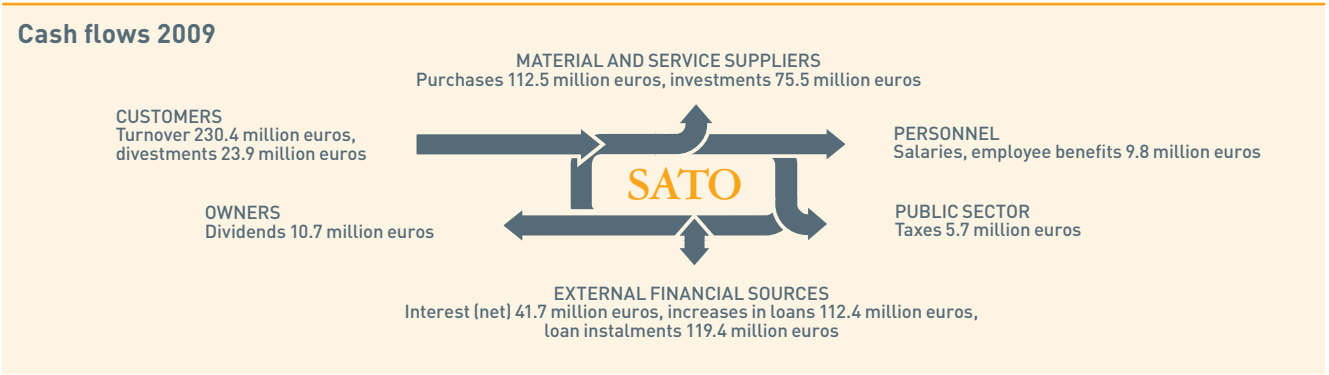 Cash flows 2009
MATERIAL AND SERVICE SUPPLIERS
Purchases 112.5 million euros, investments 75.5 million euros
CUSTOMERS
Turnover 230.4 million euros,
divestments 23.9 million euros
PERSONNEL
Salaries, employee benefits 9.8 million euros
SATO
OWNERS
Dividends 10.7 million euros
PUBLIC SECTOR
Taxes 5.7 million euros
EXTERNAL FINANCIAL SOURCES
Interest (net) 41.7 million euros, increases in loans 112.4 million euros,
loan instalments 119.4 million euros